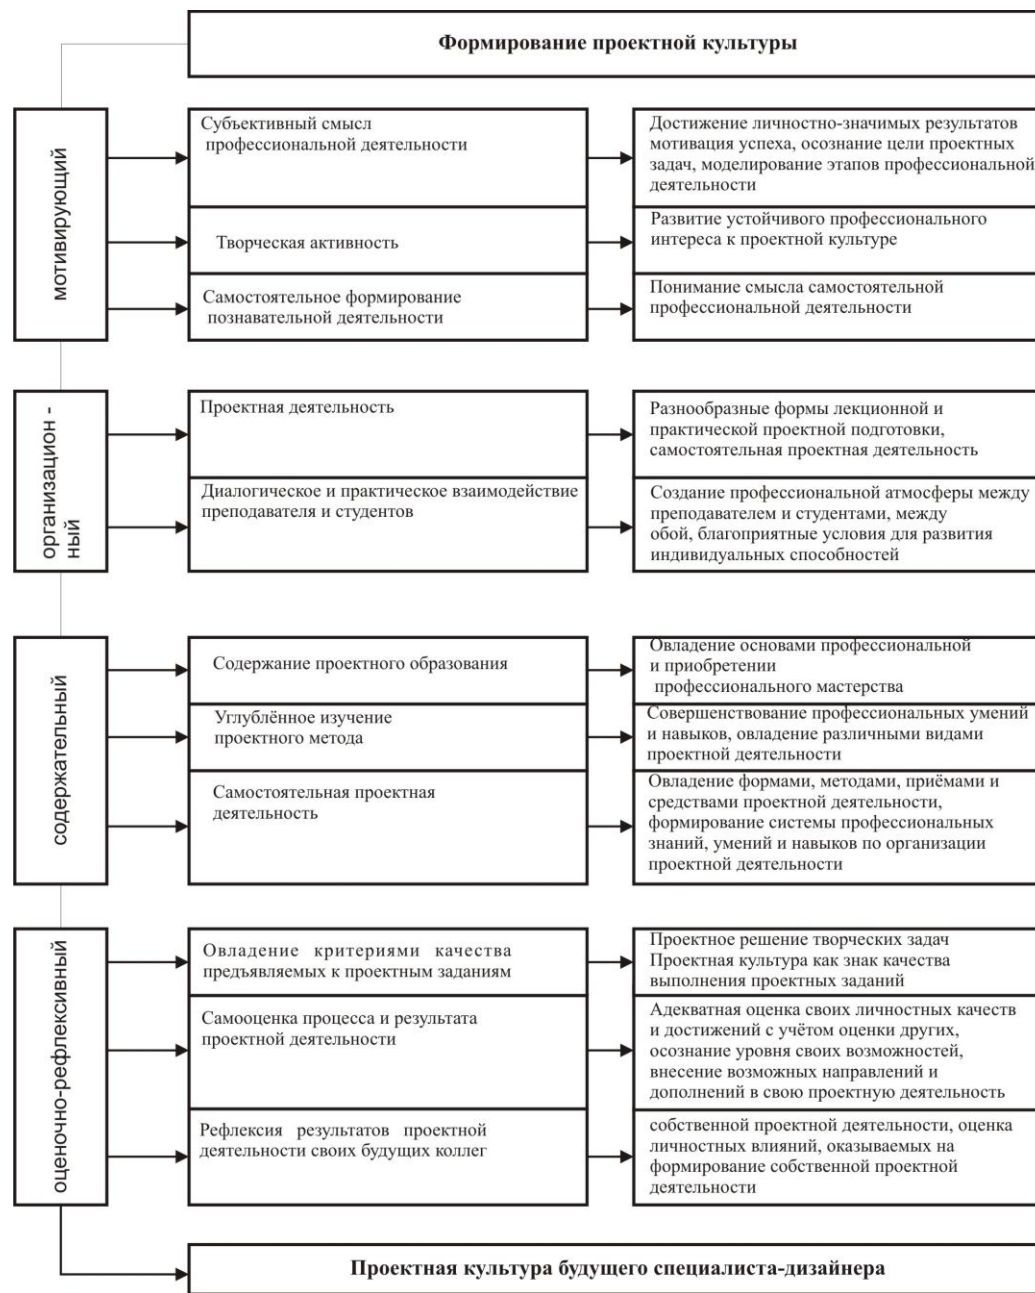 Формирование проектной культуры
мотивирующий
Субъективный смысл
профессиональной деятельности
Достижение личностно-значимых результатов
мотивация успеха, осознание цели проектных
задач, моделирование этапов профессиональной
деятельности
Творческая активность
Развитие устойчивого профессионального
интереса к проектной культуре
Самостоятельное формирование
познавательной деятельности
Понимание смысла самостоятельной
профессиональной деятельности
организацион -
ный
Проектная деятельность
Разнообразные формы лекционной и
практической проектной подготовки,
самостоятельная проектная деятельность
Диалогическое и практическое взаимодействие
преподавателя и студентов
Создание профессиональной атмосферы между
преподавателем и студентами, между
обой, благоприятные условия для развития
индивидуальных способностей
содержательный
Содержание проектного образования
Овладение основами профессиональной
и приобретении
профессионального мастерства
Углублённое изучение
проектного метода
Совершенствование профессиональных умений
и навыков, овладение различными видами
проектной деятельности
Самостоятельная проектная
деятельность
Овладение формами, методами, приёмами и
средствами проектной деятельности,
формирование системы профессиональных
знаний, умений и навыков по организации
проектной деятельности
оценочно-рефлексивный
Овладение критериями качества
предъявляемых к проектным заданиям
Проектное решение творческих задач
Проектная культура как знак качества
выполнения проектных заданий
Самооценка процесса и результата
проектной деятельности
Адекватная оценка своих личностных качеств
и достижений с учётом оценки других,
осознание уровня своих возможностей,
внесение возможных направлений и
дополнений в свою проектную деятельность
Рефлексия результатов проектной
деятельности своих будущих коллег
собственной проектной деятельности, оценка
личностных влияний, оказываемых на
формирование собственной проектной
деятельности
Проектная культура будущего специалиста-дизайнера